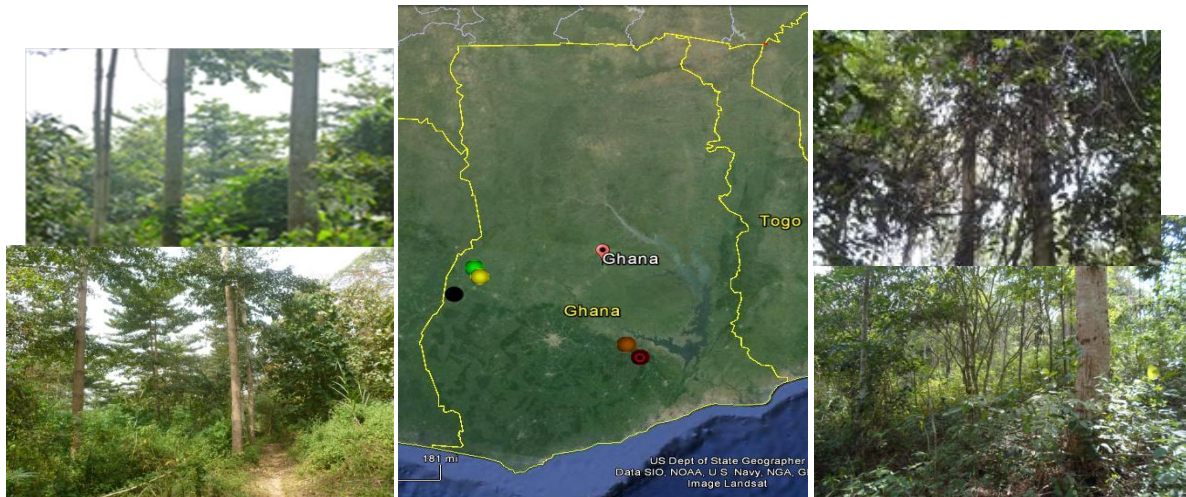 Togo
Ghana
Ghana
181 mi
US Dept of State Geographer
Data SIO, NOAA, U.S. Navy, NGA, G
Image Landsat